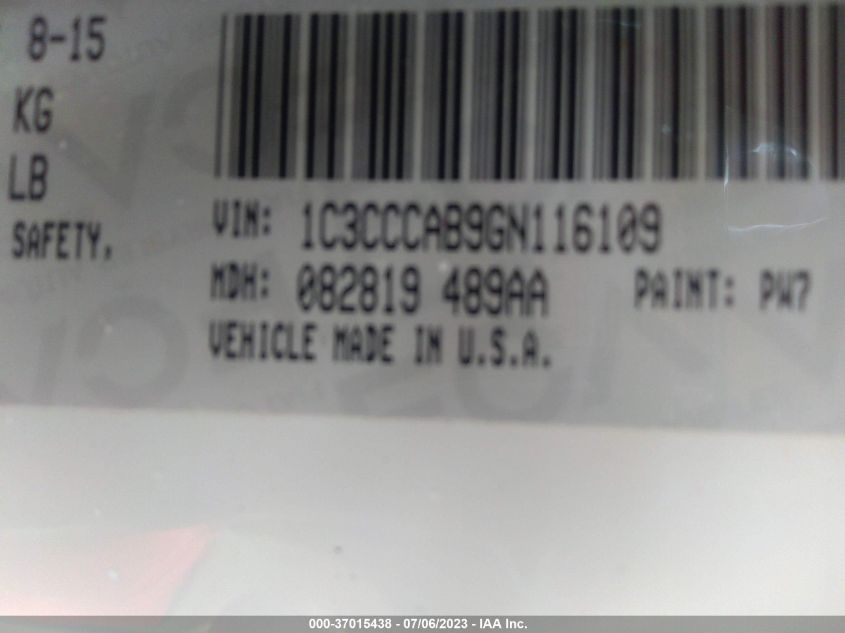 8-15
KG
LB
SAFETY,
VIN: 1C3CCCAB9GN116109
MDH: 082819 489AA PAINT: PW7
VEHICLE MADE IN U.S.A.
000-37015438 - 07/06/2023 - IAA Inc.